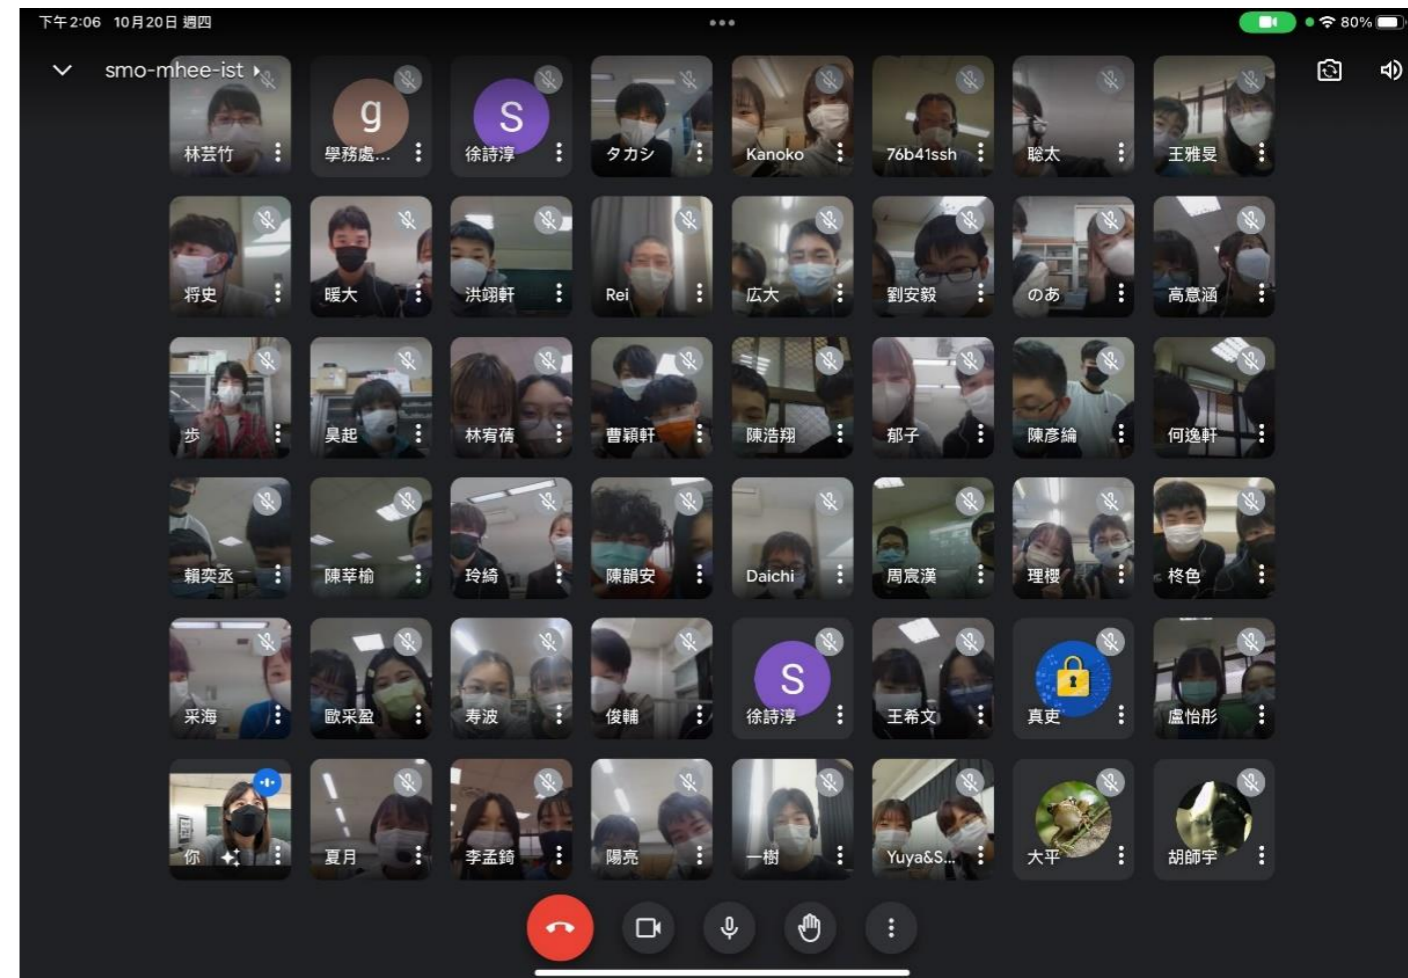 下午2:06 10月20日 週四
80%
smo-mhee-ist
林芸竹
g
學務處...
S
徐詩淳
タカシ
Kanoko
76b41ssh
聡太
王雅旻
将史
暖大
洪翊軒
Rei
広大
劉安毅
のあ
高意涵
歩
昊起
林宥蒨
曹穎軒
陳浩翔
郁子
陳彥綸
何逸軒
賴奕丞
陳莘榆
玲綺
陳韻安
Daichi
周宸漢
理櫻
柊色
采海
歐采盈
寿波
俊輔
S
徐詩淳
王希文
真吏
盧怡彤
你
夏月
李孟錡
陽亮
一樹
Yuya&S...
大平
胡師宇